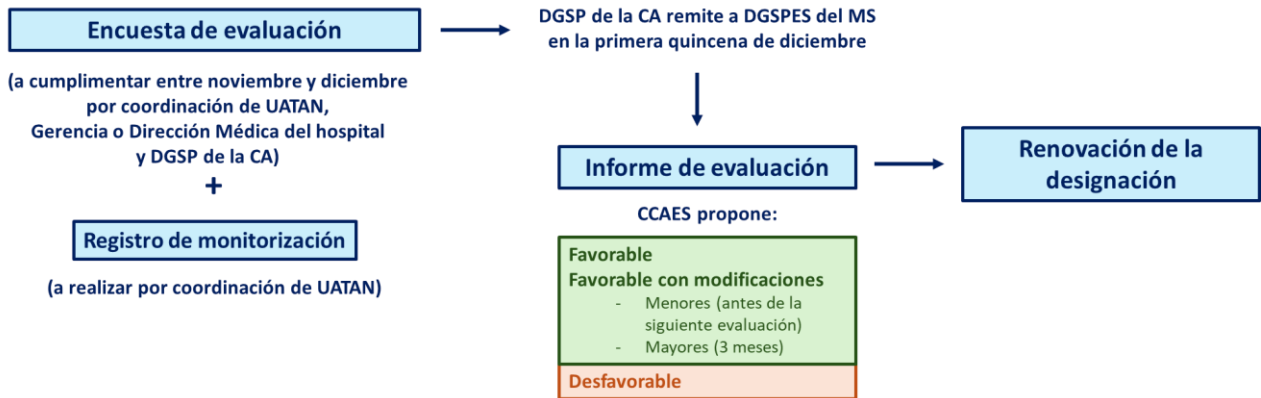 Encuesta de evaluación
(a cumplimentar entre noviembre y diciembre
por coordinación de UATAN,
Gerencia o Dirección Médica del hospital
y DGSP de la CA)
+
Registro de monitorización
(a realizar por coordinación de UATAN)
DGSP de la CA remite a DGSPES del MS
en la primera quincena de diciembre
Informe de evaluación
CCAES propone:
Favorable
Favorable con modificaciones
- Menores (antes de la
siguiente evaluación)
- Mayores (3 meses)
Desfavorable
Renovación de la
designación